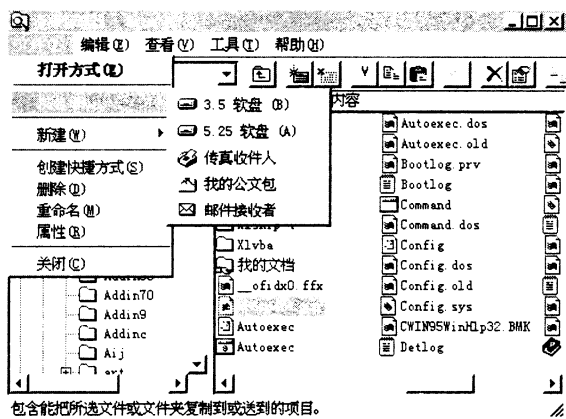 编辑(E) 查看(V) 工具(T) 帮助(H)
打开方式(E)
内容
3.5 软盘 (B)
5.25 软盘 (A)
传真收件人
我的公文包
邮件接收者
新建(W)
创建快捷方式(S)
删除(D)
重命名(M)
属性(R)
关闭(C)
Addin70
Addin9
Addinc
Aij
Xlvba
我的文档
__ofidx0.ffx
Autoexec
Autoexec
Autoexec.dos
Autoexec.old
Bootlog.prv
Bootlog
Command
Command.dos
Config
Config.dos
Config.old
Config.sys
CWIN95WinHlp32.BMK
Detlog
包含能把所选文件或文件夹复制到或送到的项目。